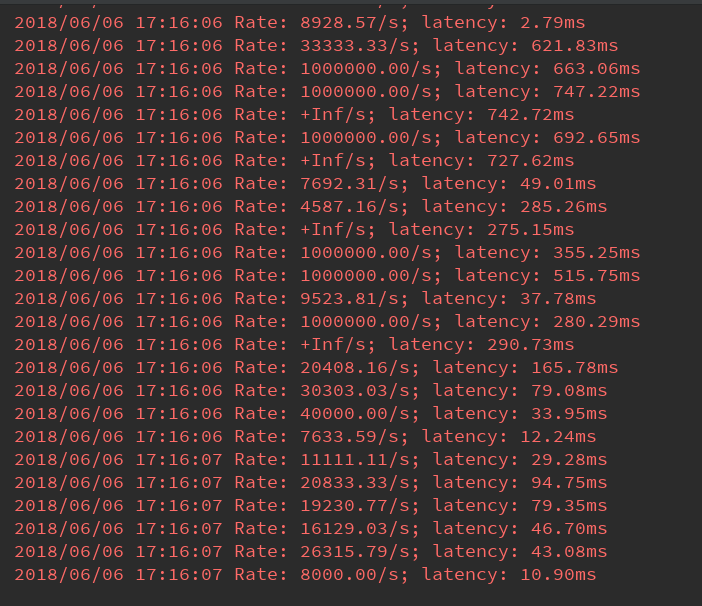 2018/06/06 17:16:06 Rate: 8928.57/s; latency: 2.79ms
2018/06/06 17:16:06 Rate: 33333.33/s; latency: 621.83ms
2018/06/06 17:16:06 Rate: 1000000.00/s; latency: 663.06ms
2018/06/06 17:16:06 Rate: 1000000.00/s; latency: 747.22ms
2018/06/06 17:16:06 Rate: +Inf/s; latency: 742.72ms
2018/06/06 17:16:06 Rate: 1000000.00/s; latency: 692.65ms
2018/06/06 17:16:06 Rate: +Inf/s; latency: 727.62ms
2018/06/06 17:16:06 Rate: 7692.31/s; latency: 49.01ms
2018/06/06 17:16:06 Rate: 4587.16/s; latency: 285.26ms
2018/06/06 17:16:06 Rate: +Inf/s; latency: 275.15ms
2018/06/06 17:16:06 Rate: 1000000.00/s; latency: 355.25ms
2018/06/06 17:16:06 Rate: 1000000.00/s; latency: 515.75ms
2018/06/06 17:16:06 Rate: 9523.81/s; latency: 37.78ms
2018/06/06 17:16:06 Rate: 1000000.00/s; latency: 280.29ms
2018/06/06 17:16:06 Rate: +Inf/s; latency: 290.73ms
2018/06/06 17:16:06 Rate: 20408.16/s; latency: 165.78ms
2018/06/06 17:16:06 Rate: 30303.03/s; latency: 79.08ms
2018/06/06 17:16:06 Rate: 40000.00/s; latency: 33.95ms
2018/06/06 17:16:06 Rate: 7633.59/s; latency: 12.24ms
2018/06/06 17:16:07 Rate: 11111.11/s; latency: 29.28ms
2018/06/06 17:16:07 Rate: 20833.33/s; latency: 94.75ms
2018/06/06 17:16:07 Rate: 19230.77/s; latency: 79.35ms
2018/06/06 17:16:07 Rate: 16129.03/s; latency: 46.70ms
2018/06/06 17:16:07 Rate: 26315.79/s; latency: 43.08ms
2018/06/06 17:16:07 Rate: 8000.00/s; latency: 10.90ms